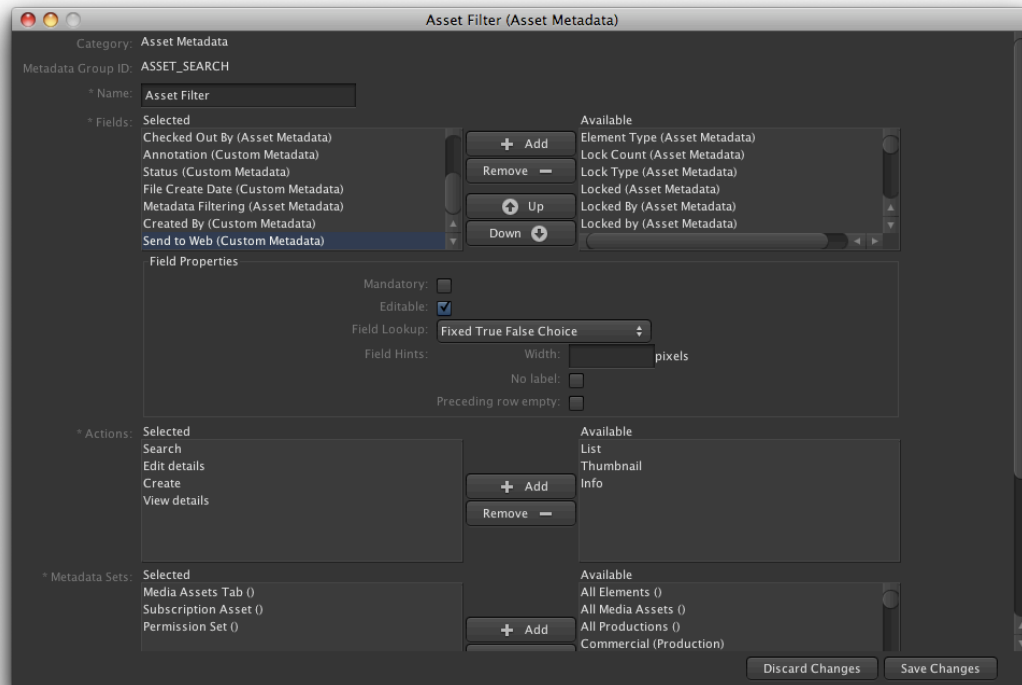 Asset Filter (Asset Metadata)
Category: Asset Metadata
Metadata Group ID: ASSET_SEARCH
* Name: Asset Filter
* Fields: Selected
Checked Out By (Asset Metadata)
Annotation (Custom Metadata)
Status (Custom Metadata)
File Create Date (Custom Metadata)
Metadata Filtering (Asset Metadata)
Created By (Custom Metadata)
Send to Web (Custom Metadata)
Add
Remove
Up
Down
Available
Element Type (Asset Metadata)
Lock Count (Asset Metadata)
Lock Type (Asset Metadata)
Locked (Asset Metadata)
Locked By (Asset Metadata)
Locked by (Asset Metadata)
Field Properties
Mandatory:
Editable:
Field Lookup: Fixed True False Choice
Field Hints: Width: pixels
No label:
Preceding row empty:
* Actions: Selected
Search
Edit details
Create
View details
Add
Remove
Available
List
Thumbnail
Info
* Metadata Sets: Selected
Media Assets Tab ()
Subscription Asset ()
Permission Set ()
Add
Available
All Elements ()
All Media Assets ()
All Productions ()
Commercial (Production)
Discard Changes
Save Changes